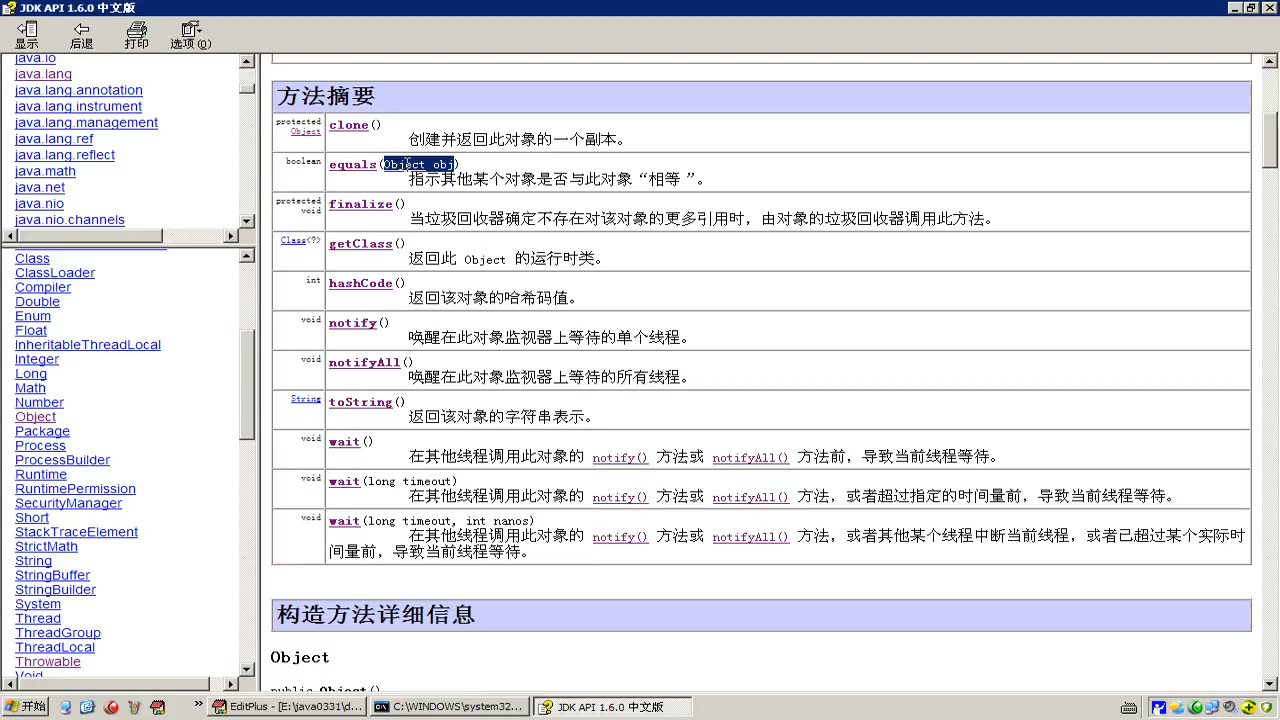 JDK API 1.6.0 中文版
显示 后退 打印 选项(O)
java.io
java.lang
java.lang.annotation
java.lang.instrument
java.lang.management
java.lang.ref
java.lang.reflect
java.math
java.net
java.nio
java.nio.channels
Class
ClassLoader
Compiler
Double
Enum
Float
InheritableThreadLocal
Integer
Long
Math
Number
Object
Package
Process
ProcessBuilder
Runtime
RuntimePermission
SecurityManager
Short
StackTraceElement
StrictMath
String
StringBuffer
StringBuilder
System
Thread
ThreadGroup
ThreadLocal
Throwable
Void
方法摘要
protected Object clone()
创建并返回此对象的一个副本。
boolean equals(Object obj)
指示其他某个对象是否与此对象“相等 ”。
protected void finalize()
当垃圾回收器确定不存在对该对象的更多引用时，由对象的垃圾回收器调用此方法。
Class<?> getClass()
返回此 Object 的运行时类。
int hashCode()
返回该对象的哈希码值。
void notify()
唤醒在此对象监视器上等待的单个线程。
void notifyAll()
唤醒在此对象监视器上等待的所有线程。
String toString()
返回该对象的字符串表示。
void wait()
在其他线程调用此对象的 notify() 方法或 notifyAll() 方法前，导致当前线程等待。
void wait(long timeout)
在其他线程调用此对象的 notify() 方法或 notifyAll() 方法，或者超过指定的时间量前，导致当前线程等待。
void wait(long timeout, int nanos)
在其他线程调用此对象的 notify() 方法或 notifyAll() 方法，或者其他某个线程中断当前线程，或者已超过某个实际时
间量前，导致当前线程等待。
构造方法详细信息
Object
public Object()
开始 » EditPlus - [E:\java0331\d... C:\WINDOWS\system32... JDK API 1.6.0 中文版